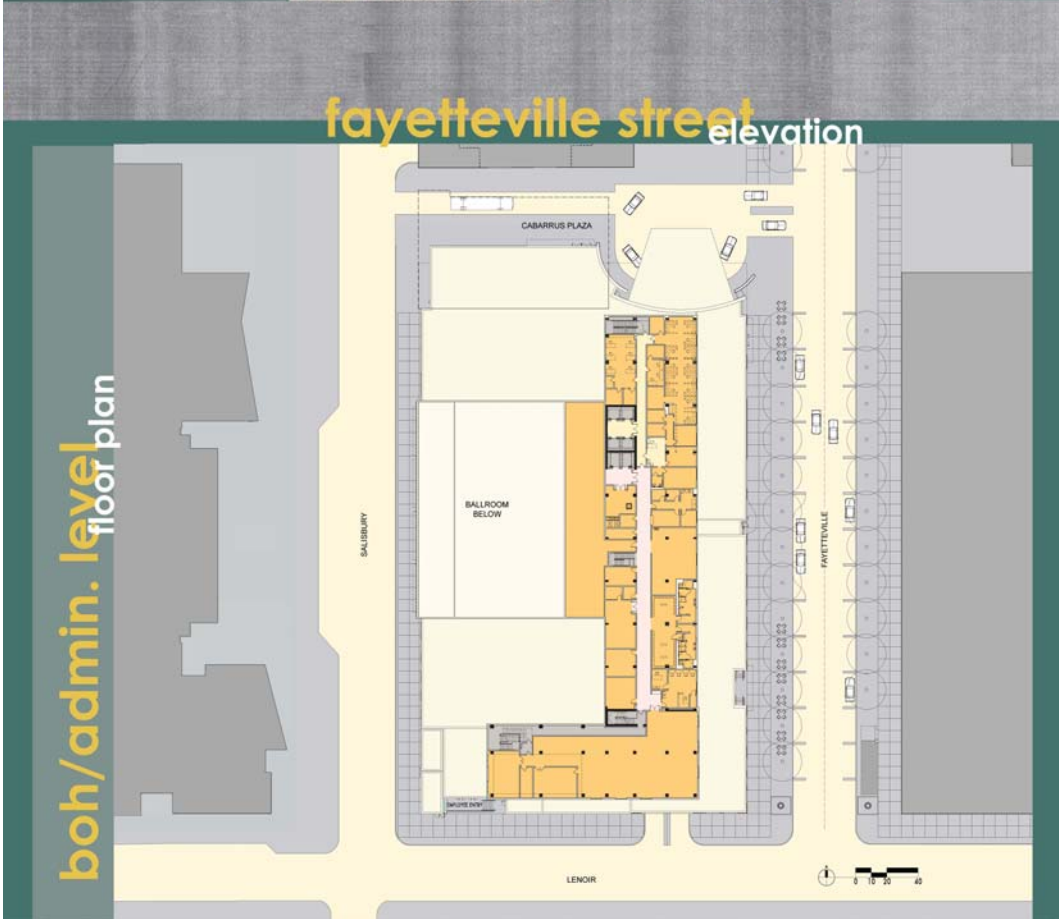 fayetteville street
elevation
boh/admin. level
floor plan
CABARRUS PLAZA
BALLROOM
BELOW
SALISBURY
FAYETTEVILLE
EMPLOYEE ENTRY
LENOIR
0 10 20 40